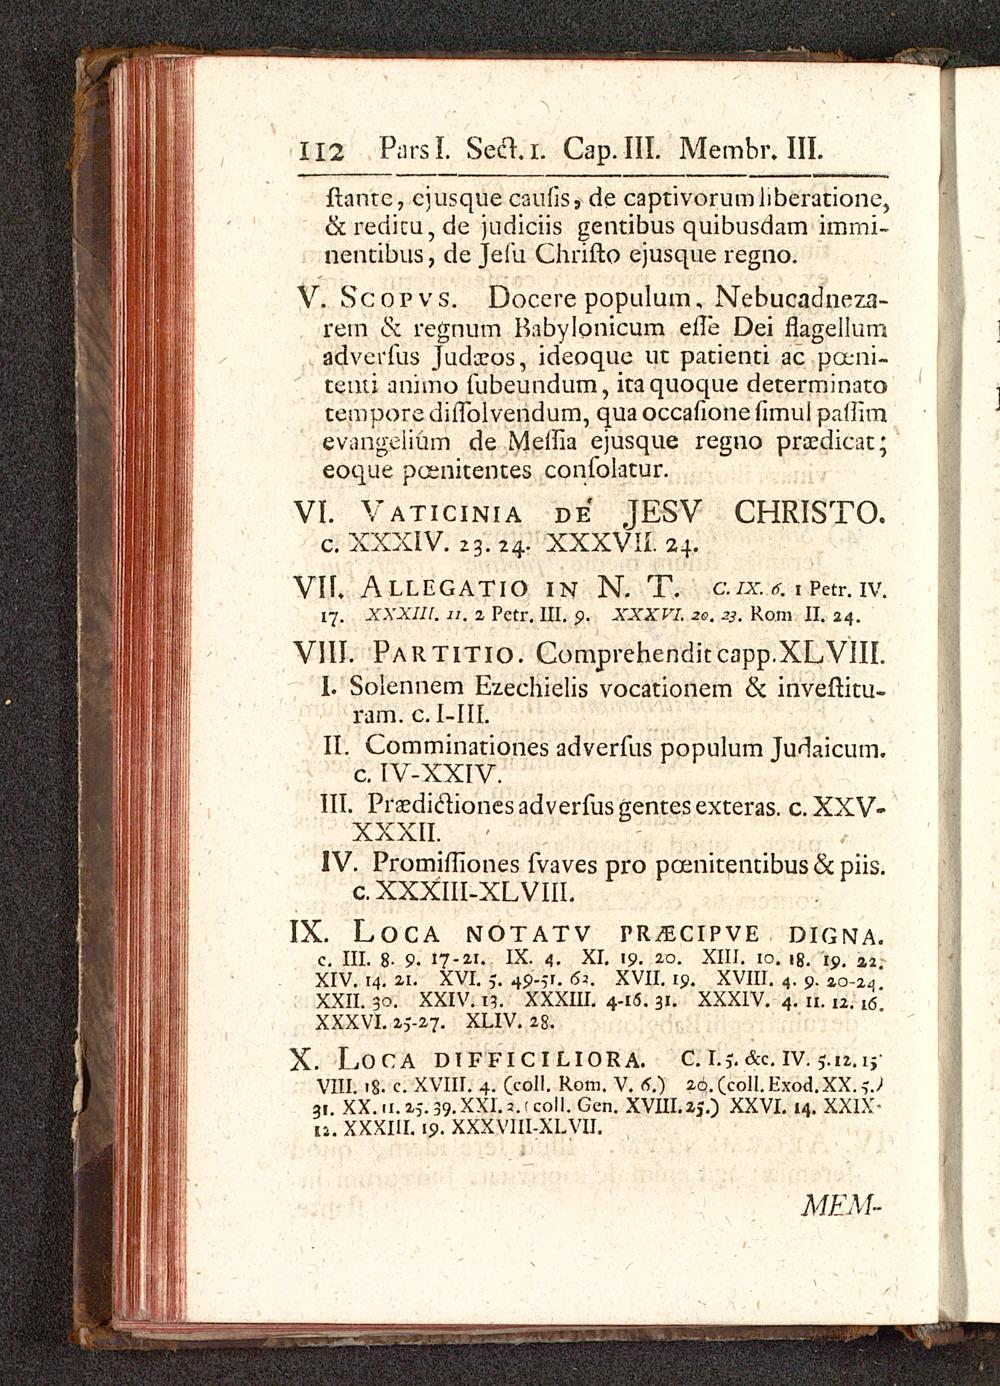 112 Pars I. Sect. 1. Cap. III. Membr. III.
ſtante, ejusque cauſis, de captivorum liberatione,
& reditu, de judiciis gentibus quibusdam immi-
nentibus, de Jeſu Chriſto ejusque regno.
V. SCOPVS. Docere populum, Nebucadneza-
rem & regnum Babylonicum eſſe Dei flagellum
adverſus Judæos, ideoque ut patienti ac pœni-
tenti animo ſubeundum, ita quoque determinato
tempore diſſolvendum, qua occaſione ſimul paſſim
evangelium de Meſſia ejusque regno prædicat;
eoque pœnitentes conſolatur.
VI. VATICINIA DE JESV CHRISTO.
c. XXXIV. 23. 24. XXXVII. 24.
VII. ALLEGATIO IN N. T. C. IX. 6. 1 Petr. IV.
17. XXXIII. 11. 2 Petr. III. 9. XXXVI. 20. 23. Rom II. 24.
VIII. PARTITIO. Comprehendit capp. XLVIII.
I. Solennem Ezechielis vocationem & inveſtitu-
ram. c. I-III.
II. Comminationes adverſus populum Judaicum.
c. IV-XXIV.
III. Prædictiones adverſus gentes exteras. c. XXV-
XXXII.
IV. Promiſſiones ſvaves pro pœnitentibus & piis.
c. XXXIII-XLVIII.
IX. LOCA NOTATV PRÆCIPVE DIGNA.
c. III. 8. 9. 17-21. IX. 4. XI. 19. 20. XIII. 10. 18. 19. 22.
XIV. 14. 21. XVI. 5. 49-51. 62. XVII. 19. XVIII. 4. 9. 20-24.
XXII. 30. XXIV. 13. XXXIII. 4-16. 31. XXXIV. 4. 11. 12. 16.
XXXVI. 25-27. XLIV. 28.
X. LOCA DIFFICILIORA. C. I. 5. &c. IV. 5. 12. 15.
VIII. 18. c. XVIII. 4. (coll. Rom. V. 6.) 20. (coll. Exod. XX. 5.)
31. XX. 11. 25. 39. XXI. 2. (coll. Gen. XVIII. 25.) XXVI. 14. XXIX.
12. XXXIII. 19. XXXVIII-XLVII.
MEM-